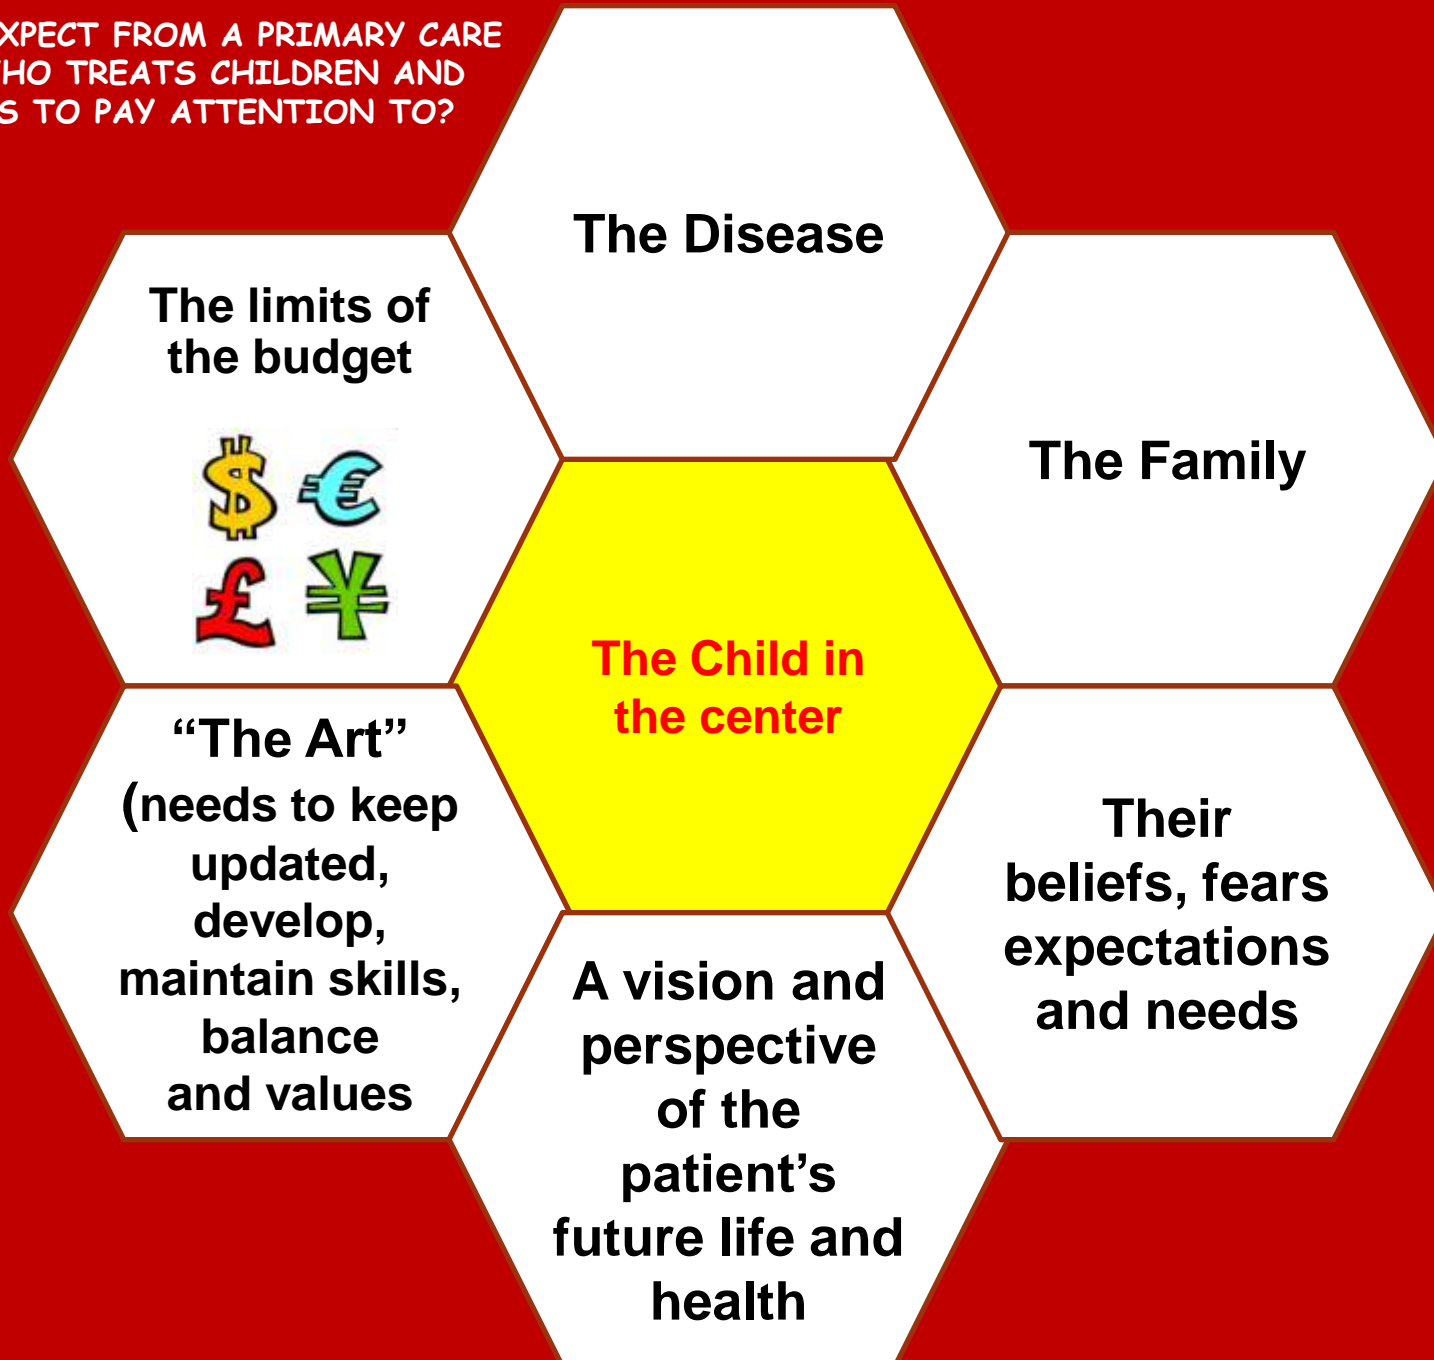 XPECT FROM A PRIMARY CARE
HO TREATS CHILDREN AND
S TO PAY ATTENTION TO?
The Disease
The limits of
the budget
$ €
£ ¥
The Family
The Child in
the center
“The Art”
(needs to keep
updated,
develop,
maintain skills,
balance
and values
Their
beliefs, fears
expectations
and needs
A vision and
perspective
of the
patient’s
future life and
health